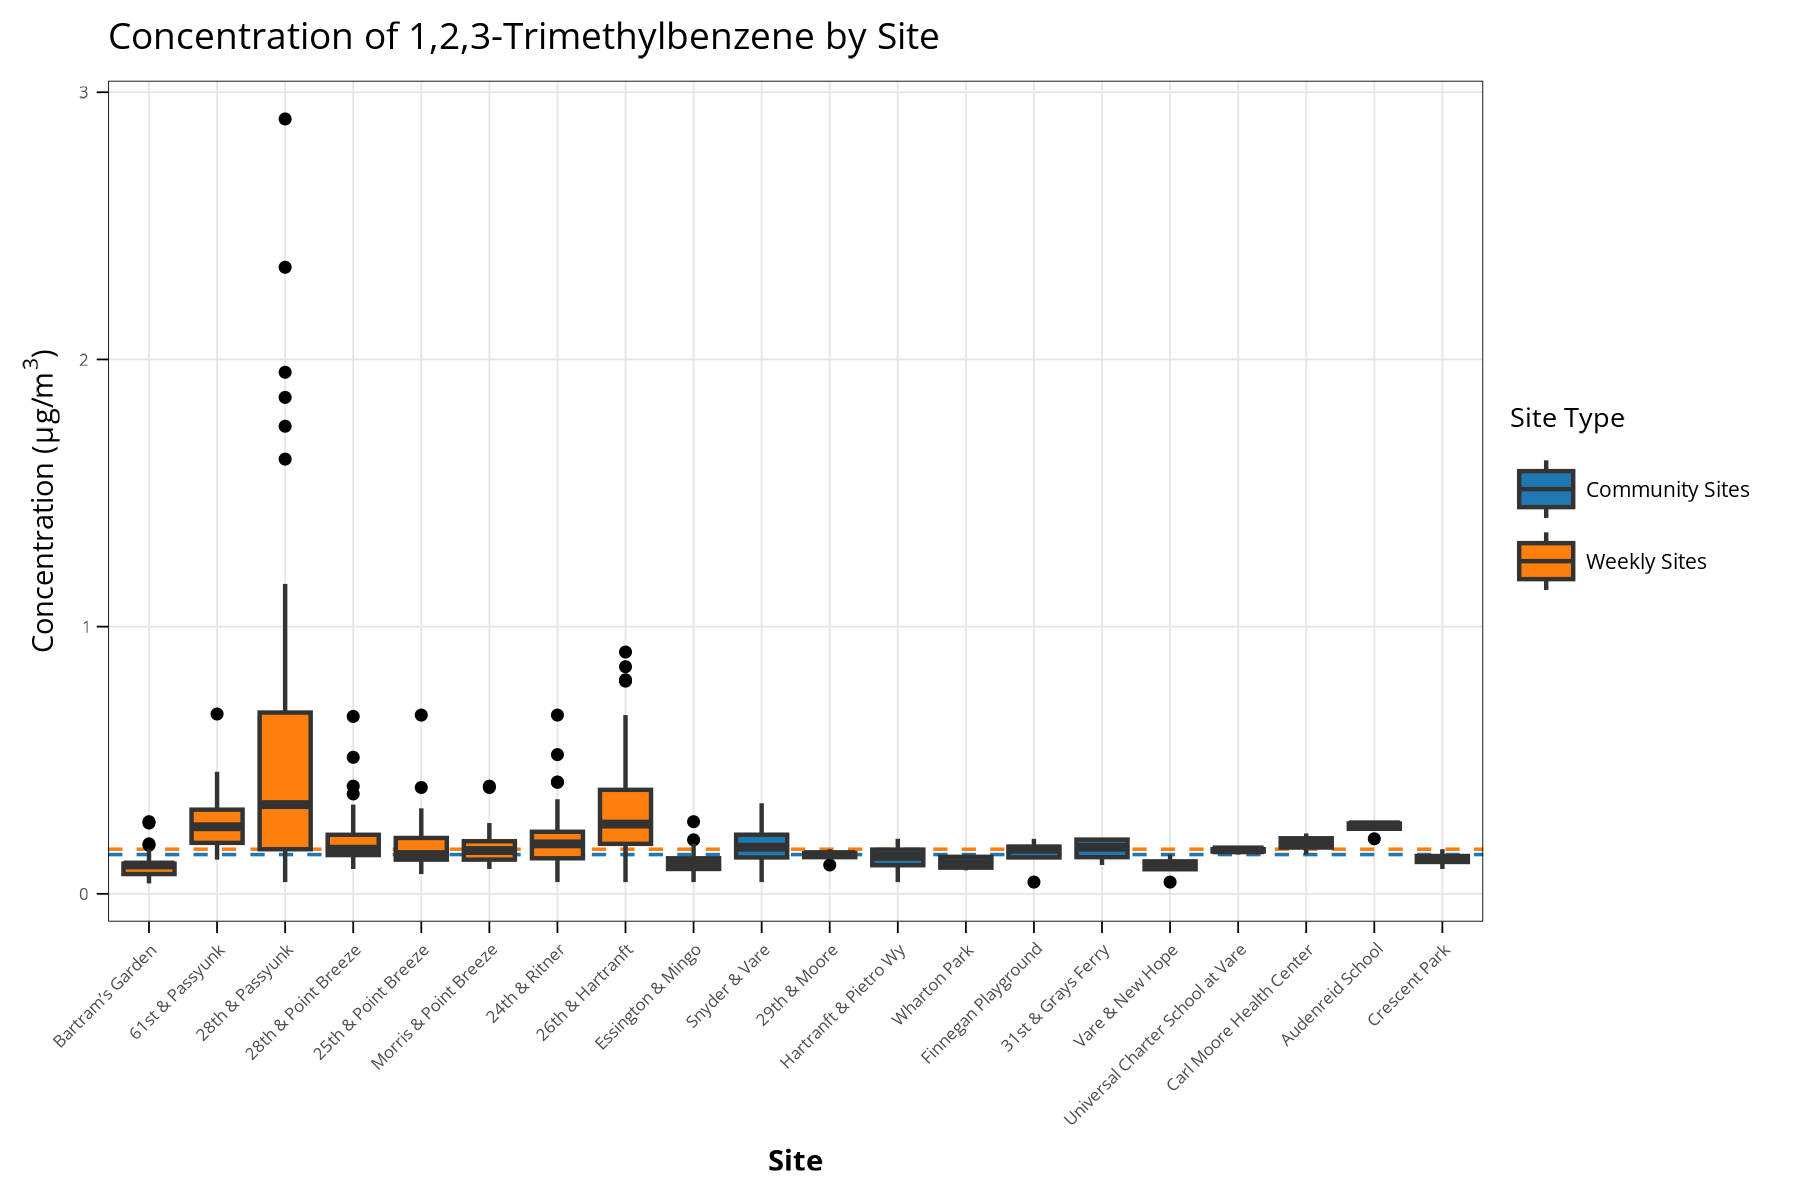 Concentration of 1,2,3-Trimethylbenzene by Site
Concentration (µg/m³)
3
2
1
0
Bartram's Garden
61st & Passyunk
28th & Passyunk
28th & Point Breeze
25th & Point Breeze
Morris & Point Breeze
24th & Ritner
26th & Hartranft
Essington & Mingo
Snyder & Vare
29th & Moore
Hartranft & Pietro Wy
Wharton Park
Finnegan Playground
31st & Grays Ferry
Vare & New Hope
Universal Charter School at Vare
Carl Moore Health Center
Audenreid School
Crescent Park
Site
Site Type
Community Sites
Weekly Sites